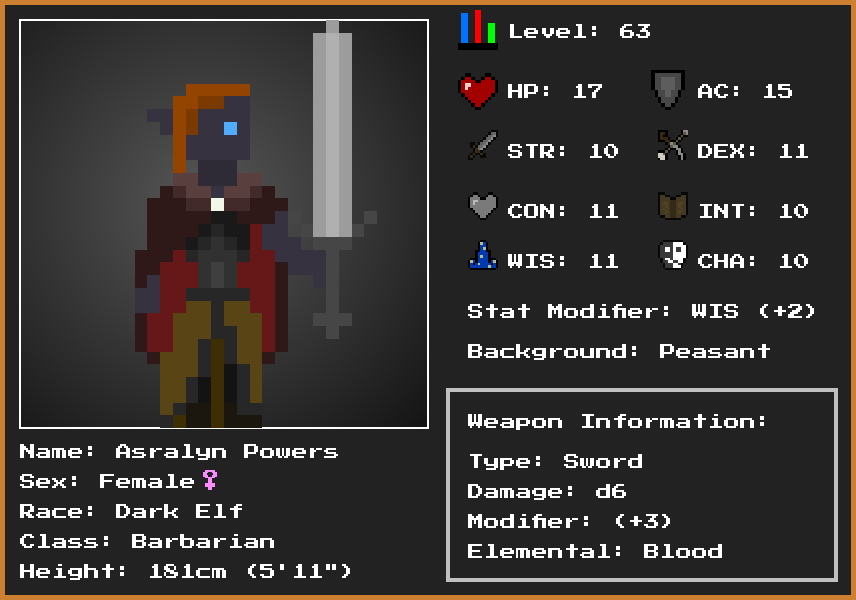 Level: 63
HP: 17
AC: 15
STR: 10
DEX: 11
CON: 11
INT: 10
WIS: 11
CHA: 10
Stat Modifier: WIS (+2)
Background: Peasant
Weapon Information:
Type: Sword
Damage: d6
Modifier: (+3)
Elemental: Blood
Name: Asralyn Powers
Sex: Female♀
Race: Dark Elf
Class: Barbarian
Height: 181cm (5'11")